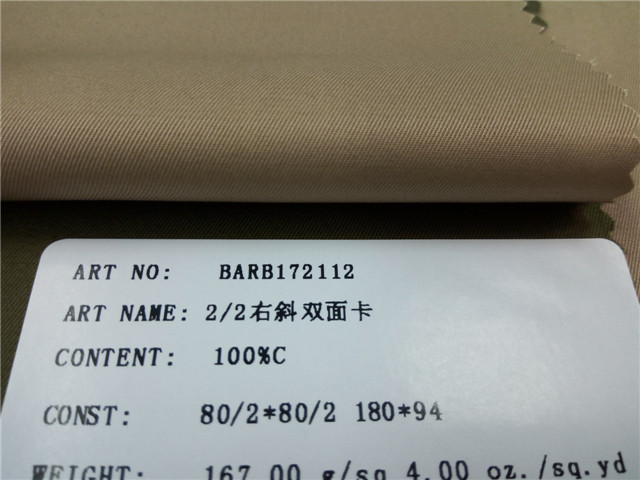 ART NO: BARB172112
ART NAME: 2/2右斜双面卡
CONTENT: 100%C
CONST: 80/2*80/2 180*94
WEIGHT: 167.00 g/sq 4.00 oz./sq.yd